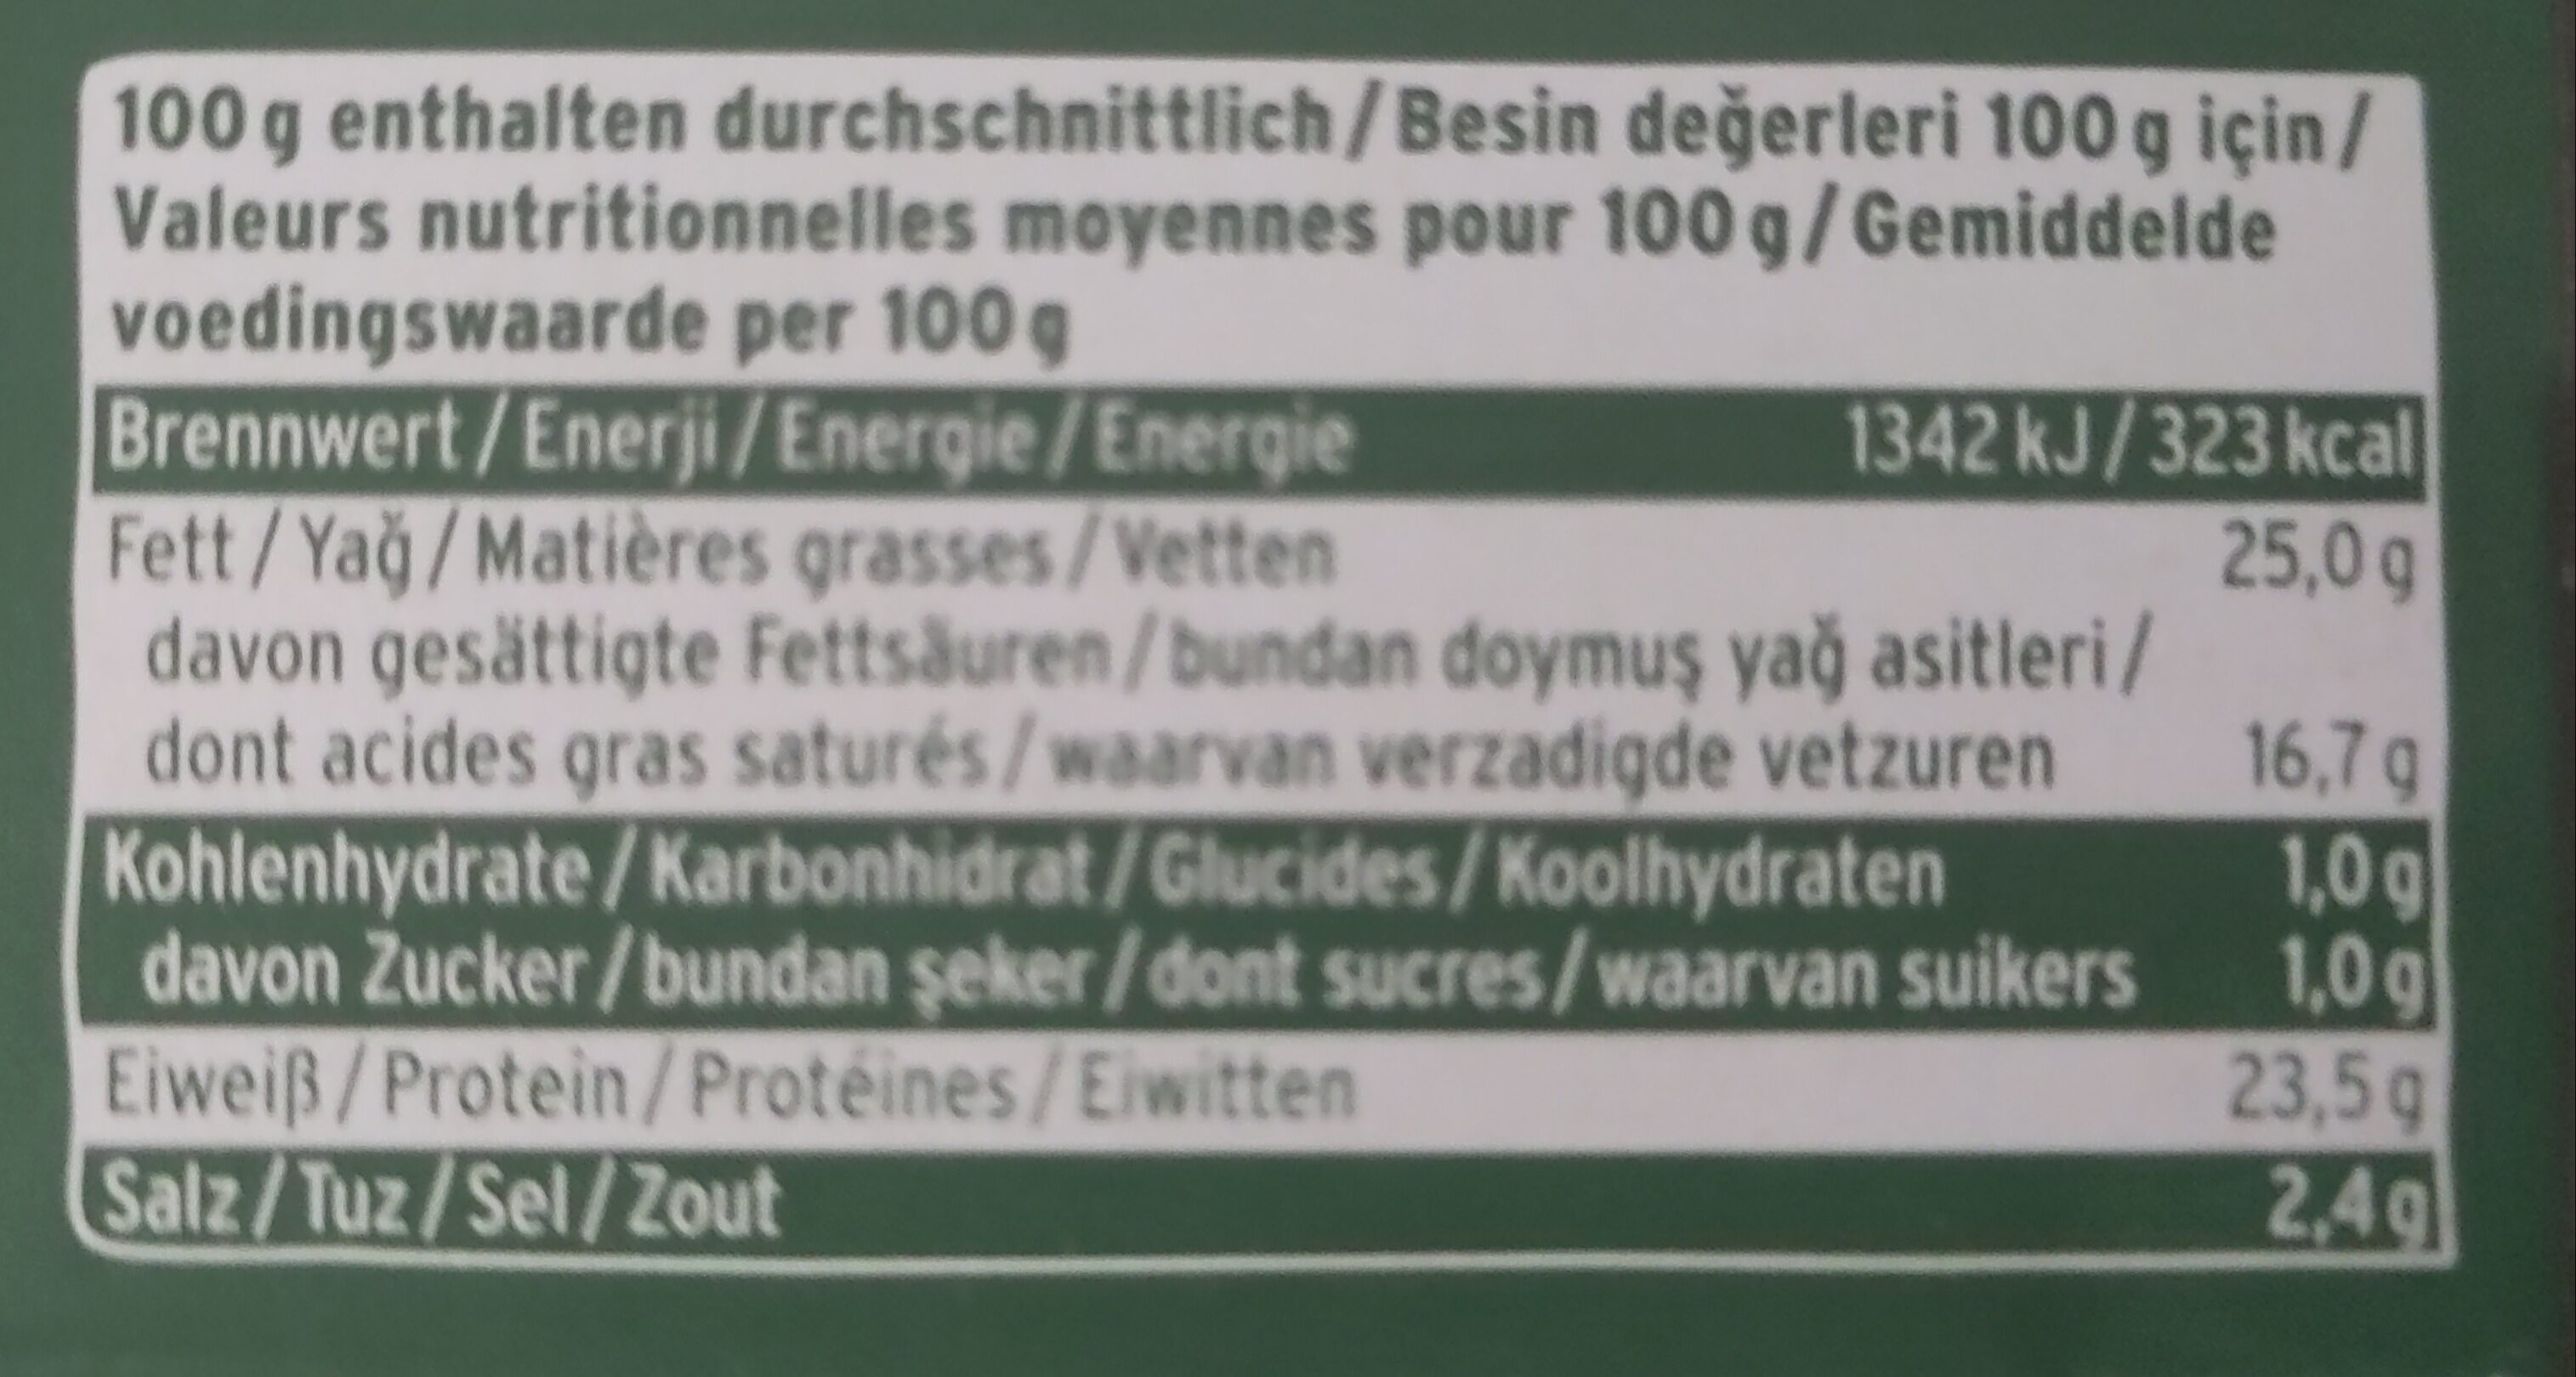 100 g enthalten durchschnittlich / Besin değerleri 100 g için /
Valeurs nutritionnelles moyennes pour 100 g / Gemiddelde
voedingswaarde per 100 g
Brennwert / Enerji / Energie / Energie 1342 kJ / 323 kcal
Fett / Yağ / Matières grasses / Vetten 25,0 g
davon gesättigte Fettsäuren / bundan doymuş yağ asitleri /
dont acides gras saturés / waarvan verzadigde vetzuren 16,7 g
Kohlenhydrate / Karbonhidrat / Glucides / Koolhydraten 1,0 g
davon Zucker / bundan şeker / dont sucres / waarvan suikers 1,0 g
Eiweiß / Protein / Protéines / Eiwitten 23,5 g
Salz / Tuz / Sel / Zout 2,4 g